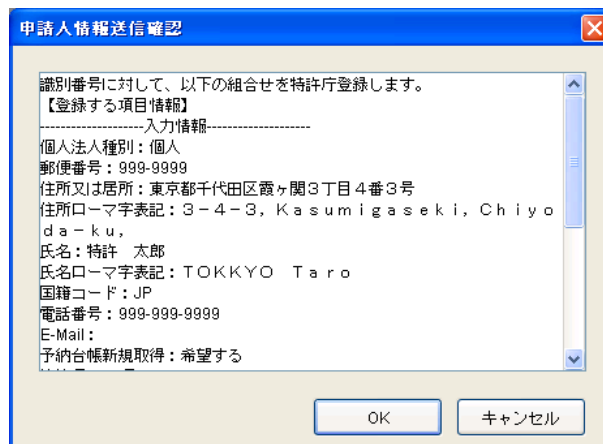 申請人情報送信確認
識別番号に対して、以下の組合せを特許庁登録します。
【登録する項目情報】
-------------------入力情報-------------------
個人法人種別：個人
郵便番号：999-9999
住所又は居所：東京都千代田区霞ヶ関３丁目４番３号
住所ローマ字表記：３－４－３，Ｋａｓｕｍｉｇａｓｅｋｉ，Ｃｈｉｙｏ
ｄａ－ｋｕ，
氏名：特許　太郎
氏名ローマ字表記：ＴＯＫＫＹＯ　Ｔａｒｏ
国籍コード：JP
電話番号：999-999-9999
E-Mail：
予納台帳新規取得：希望する
OK
キャンセル